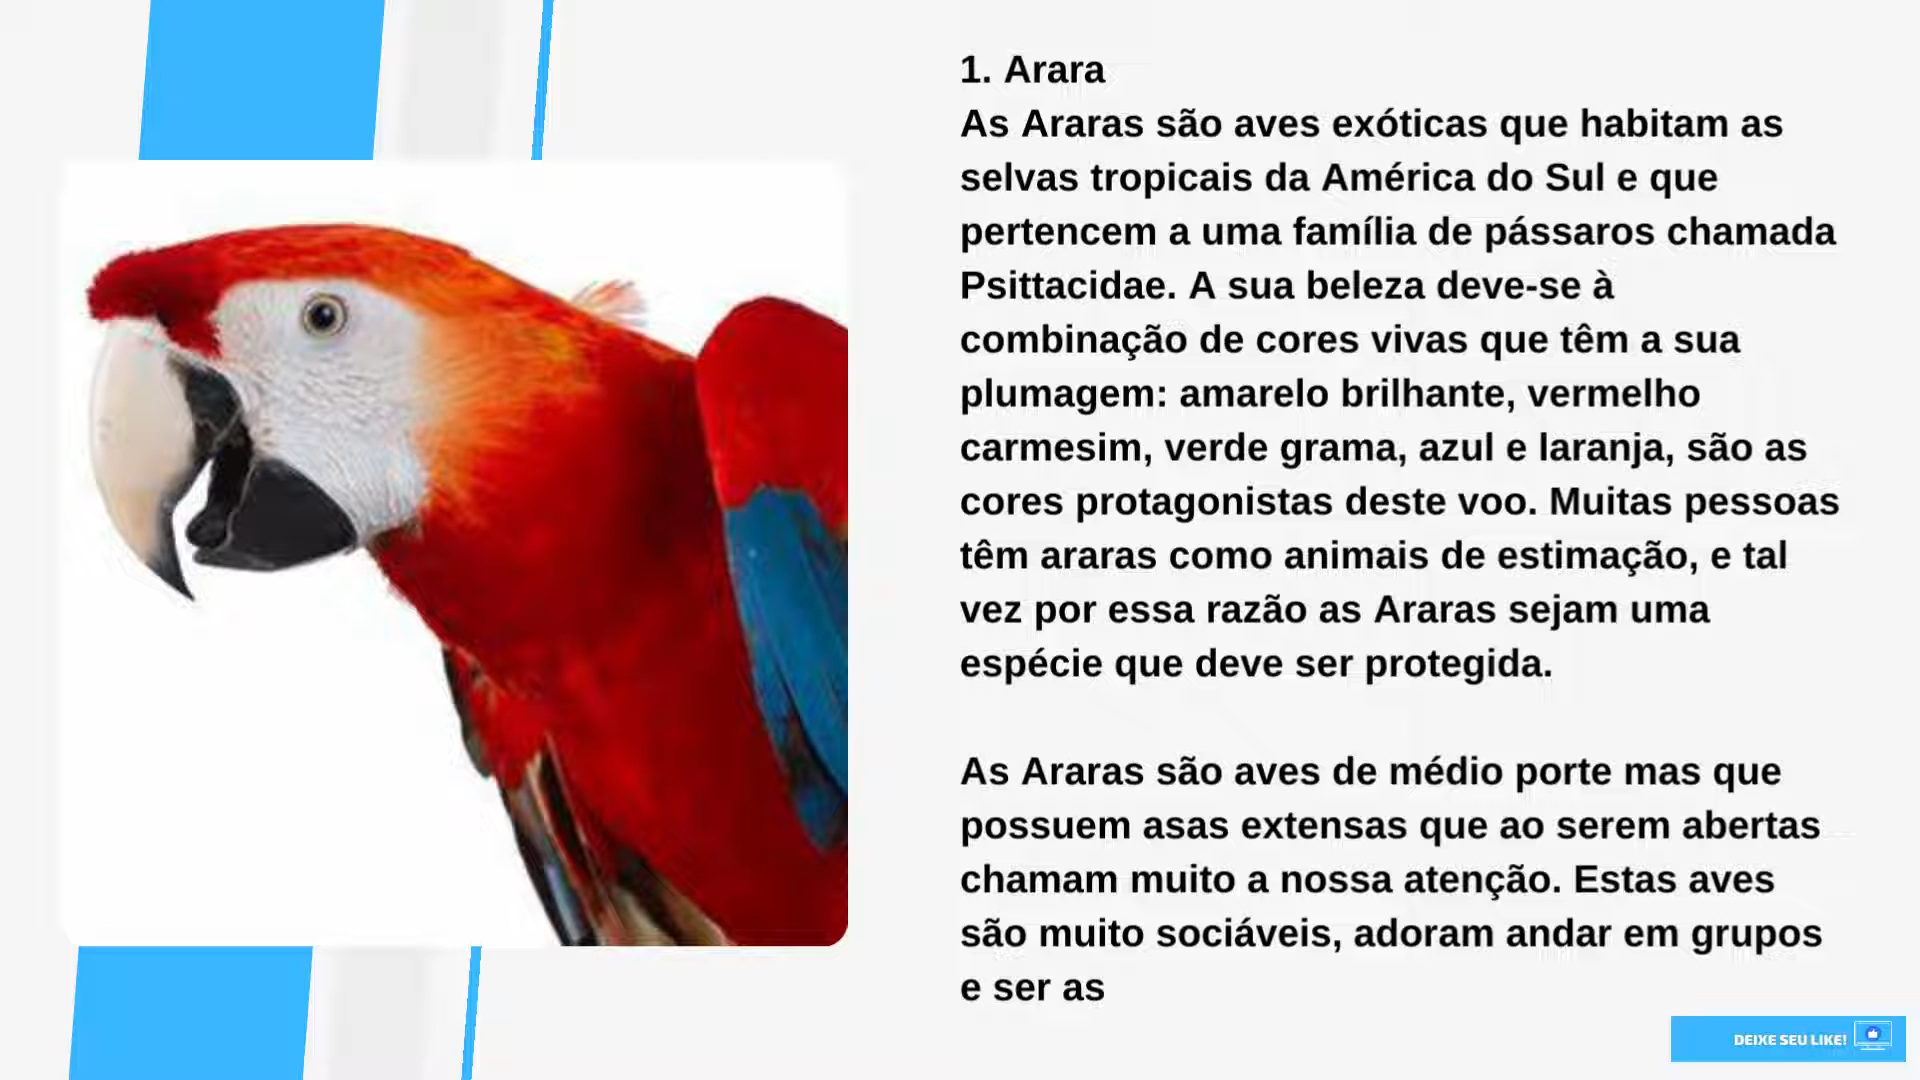 1. Arara
As Araras são aves exóticas que habitam as
selvas tropicais da América do Sul e que
pertencem a uma família de pássaros chamada
Psittacidae. A sua beleza deve-se à
combinação de cores vivas que têm a sua
plumagem: amarelo brilhante, vermelho
carmesim, verde grama, azul e laranja, são as
cores protagonistas deste voo. Muitas pessoas
têm araras como animais de estimação, e tal
vez por essa razão as Araras sejam uma
espécie que deve ser protegida.
As Araras são aves de médio porte mas que
possuem asas extensas que ao serem abertas
chamam muito a nossa atenção. Estas aves
são muito sociáveis, adoram andar em grupos
e ser as
DEIXE SEU LIKE!